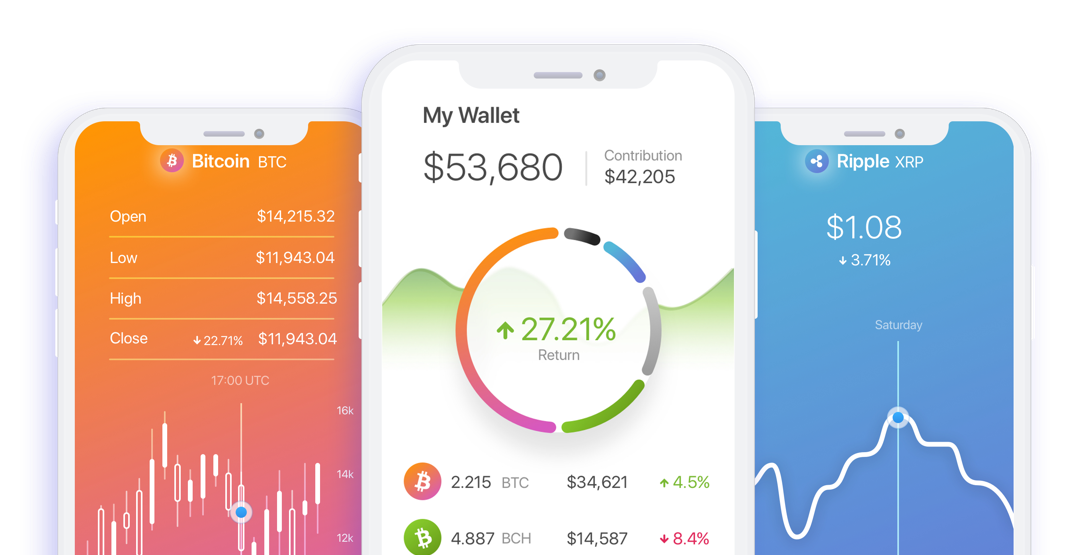 Bitcoin BTC
Open $14,215.32
Low $11,943.04
High $14,558.25
Close ↓ 22.71% $11,943.04
17:00 UTC
16k
14k
12k
My Wallet
$53,680
Contribution
$42,205
↑ 27.21%
Return
2.215 BTC $34,621 ↑ 4.5%
4.887 BCH $14,587 ↓ 8.4%
Ripple XRP
$1.08
↓ 3.71%
Saturday